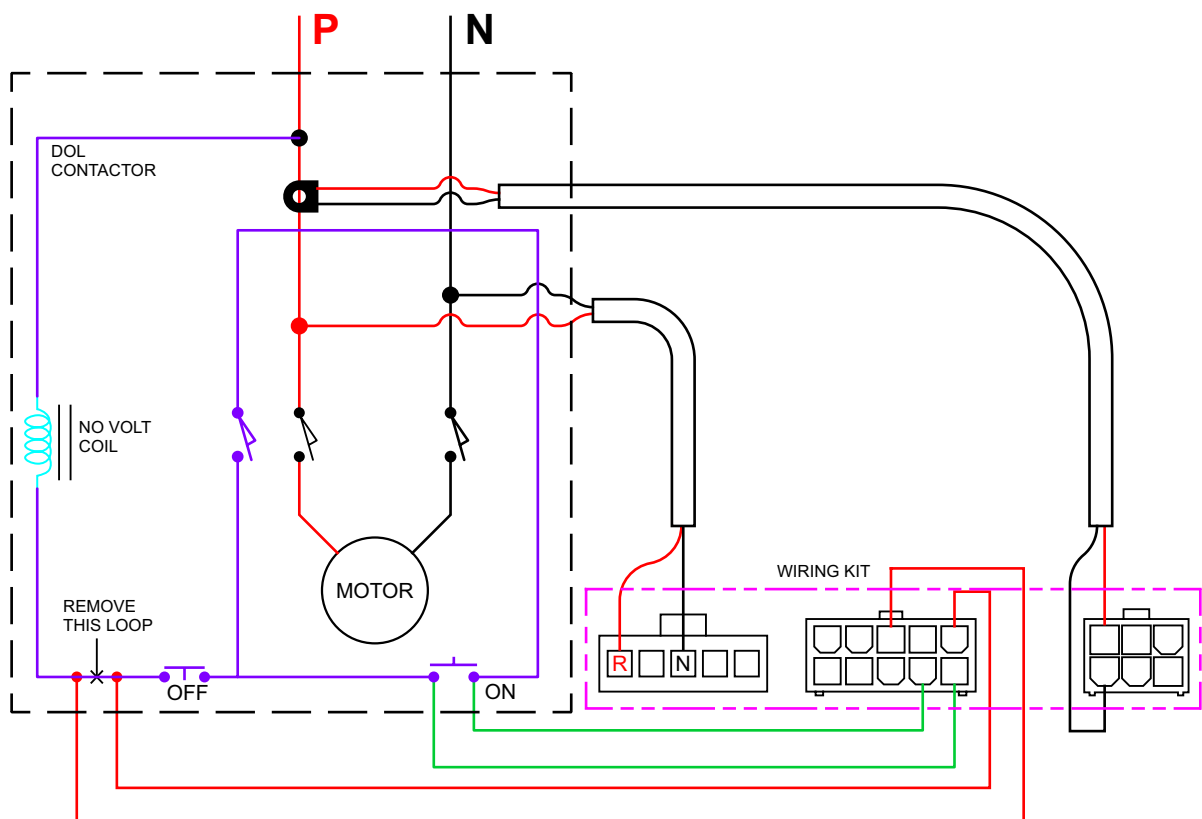 P
N
DOL
CONTACTOR
NO VOLT
COIL
MOTOR
WIRING KIT
REMOVE
THIS LOOP
R
N
OFF
ON